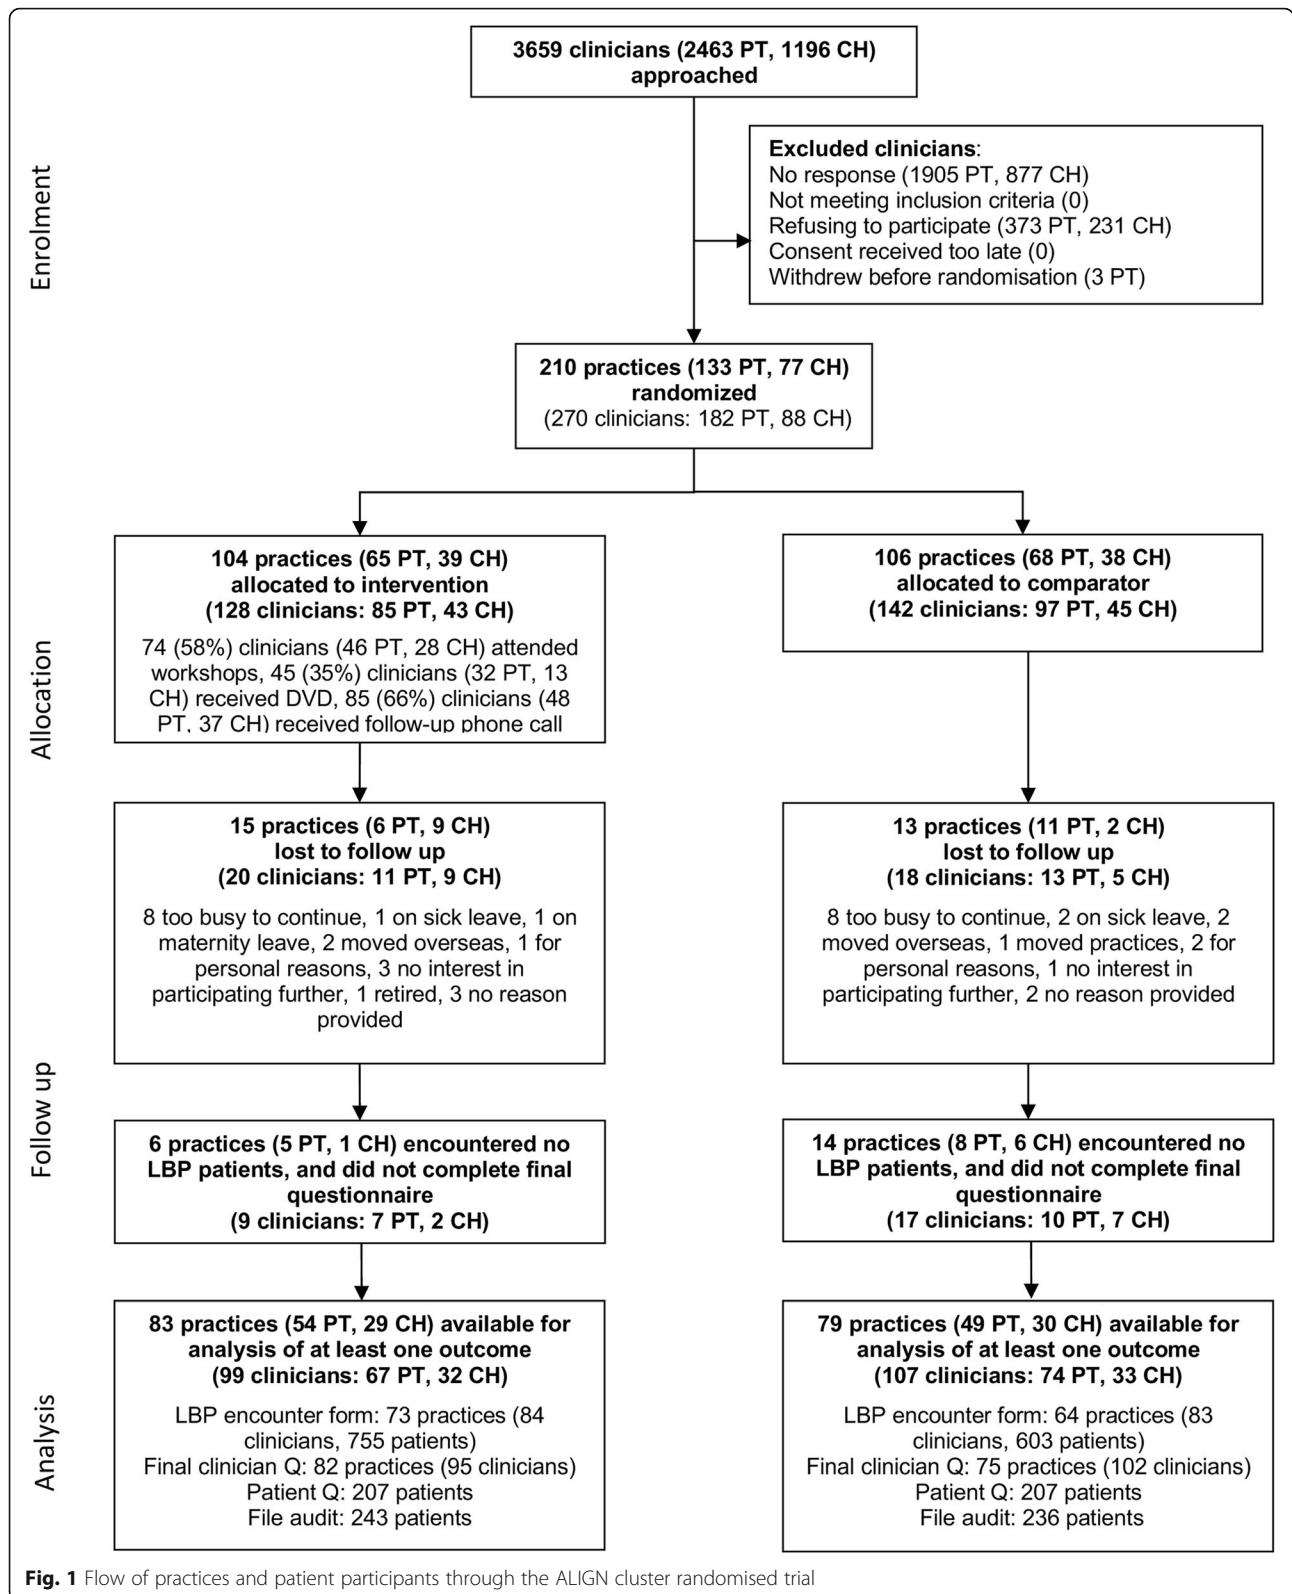 3659 clinicians (2463 PT, 1196 CH)
approached
Enrolment
Excluded clinicians:
No response (1905 PT, 877 CH)
Not meeting inclusion criteria (0)
Refusing to participate (373 PT, 231 CH)
Consent received too late (0)
Withdrew before randomisation (3 PT)
210 practices (133 PT, 77 CH)
randomized
(270 clinicians: 182 PT, 88 CH)
Allocation
104 practices (65 PT, 39 CH)
allocated to intervention
(128 clinicians: 85 PT, 43 CH)
74 (58%) clinicians (46 PT, 28 CH) attended
workshops, 45 (35%) clinicians (32 PT, 13
CH) received DVD, 85 (66%) clinicians (48
PT, 37 CH) received follow-up phone call
106 practices (68 PT, 38 CH)
allocated to comparator
(142 clinicians: 97 PT, 45 CH)
Follow up
15 practices (6 PT, 9 CH)
lost to follow up
(20 clinicians: 11 PT, 9 CH)
8 too busy to continue, 1 on sick leave, 1 on
maternity leave, 2 moved overseas, 1 for
personal reasons, 3 no interest in
participating further, 1 retired, 3 no reason
provided
13 practices (11 PT, 2 CH)
lost to follow up
(18 clinicians: 13 PT, 5 CH)
8 too busy to continue, 2 on sick leave, 2
moved overseas, 1 moved practices, 2 for
personal reasons, 1 no interest in
participating further, 2 no reason provided
6 practices (5 PT, 1 CH) encountered no
LBP patients, and did not complete final
questionnaire
(9 clinicians: 7 PT, 2 CH)
14 practices (8 PT, 6 CH) encountered no
LBP patients, and did not complete final
questionnaire
(17 clinicians: 10 PT, 7 CH)
Analysis
83 practices (54 PT, 29 CH) available for
analysis of at least one outcome
(99 clinicians: 67 PT, 32 CH)
LBP encounter form: 73 practices (84
clinicians, 755 patients)
Final clinician Q: 82 practices (95 clinicians)
Patient Q: 207 patients
File audit: 243 patients
79 practices (49 PT, 30 CH) available for
analysis of at least one outcome
(107 clinicians: 74 PT, 33 CH)
LBP encounter form: 64 practices (83
clinicians, 603 patients)
Final clinician Q: 75 practices (102 clinicians)
Patient Q: 207 patients
File audit: 236 patients
Fig. 1 Flow of practices and patient participants through the ALIGN cluster randomised trial